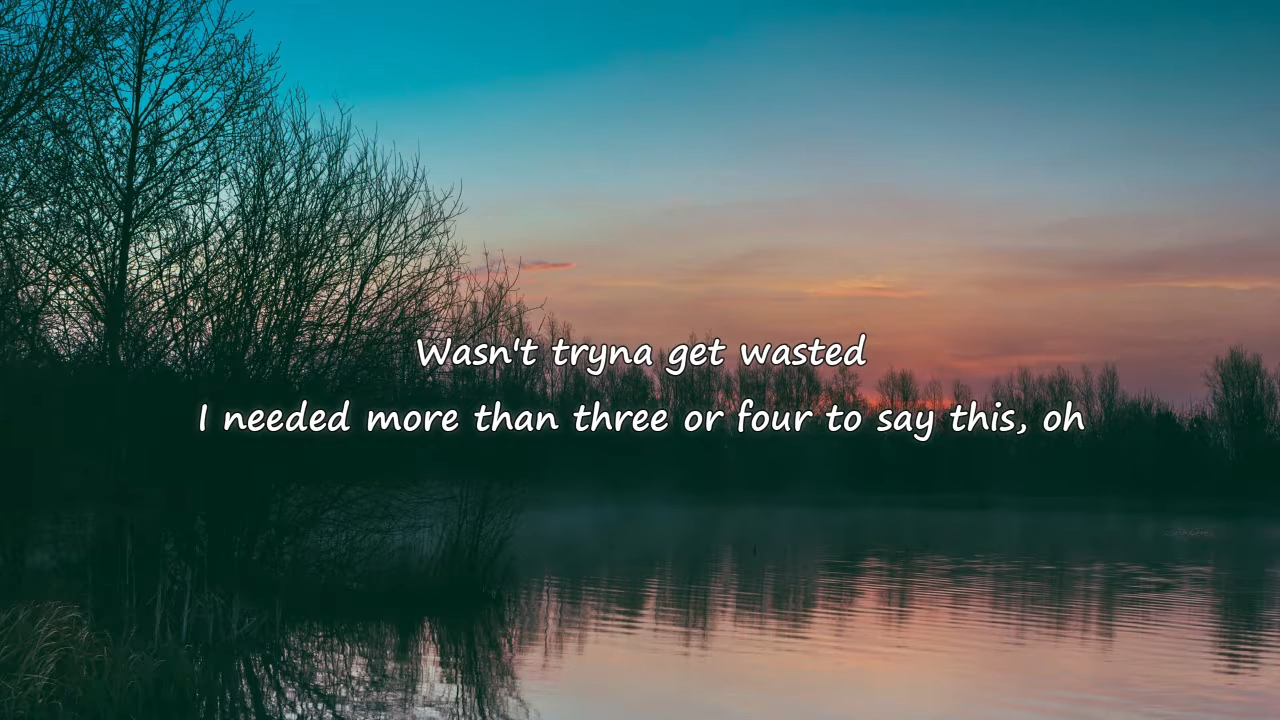 Wasn't tryna get wasted
I needed more than three or four to say this, oh